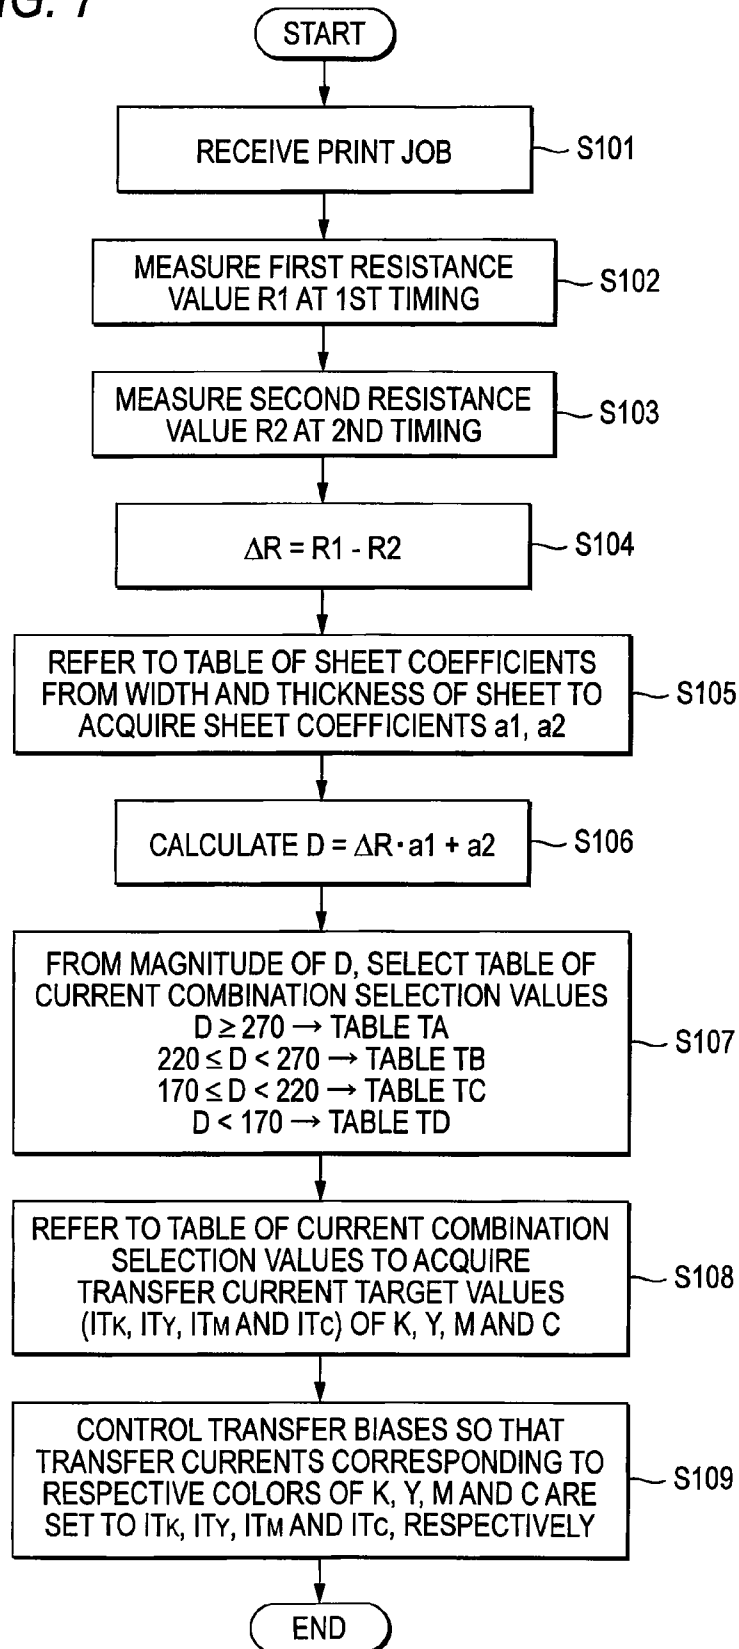 START
RECEIVE PRINT JOB
S101
MEASURE FIRST RESISTANCE
VALUE R1 AT 1ST TIMING
S102
MEASURE SECOND RESISTANCE
VALUE R2 AT 2ND TIMING
S103
ΔR = R1 - R2
S104
REFER TO TABLE OF SHEET COEFFICIENTS
FROM WIDTH AND THICKNESS OF SHEET TO
ACQUIRE SHEET COEFFICIENTS a1, a2
S105
CALCULATE D = ΔR·a1 + a2
S106
FROM MAGNITUDE OF D, SELECT TABLE OF
CURRENT COMBINATION SELECTION VALUES
D ≥ 270 → TABLE TA
220 ≤ D < 270 → TABLE TB
170 ≤ D < 220 → TABLE TC
D < 170 → TABLE TD
S107
REFER TO TABLE OF CURRENT COMBINATION
SELECTION VALUES TO ACQUIRE
TRANSFER CURRENT TARGET VALUES
(ITK, ITY, ITM AND ITC) OF K, Y, M AND C
S108
CONTROL TRANSFER BIASES SO THAT
TRANSFER CURRENTS CORRESPONDING TO
RESPECTIVE COLORS OF K, Y, M AND C ARE
SET TO ITK, ITY, ITM AND ITC, RESPECTIVELY
S109
END